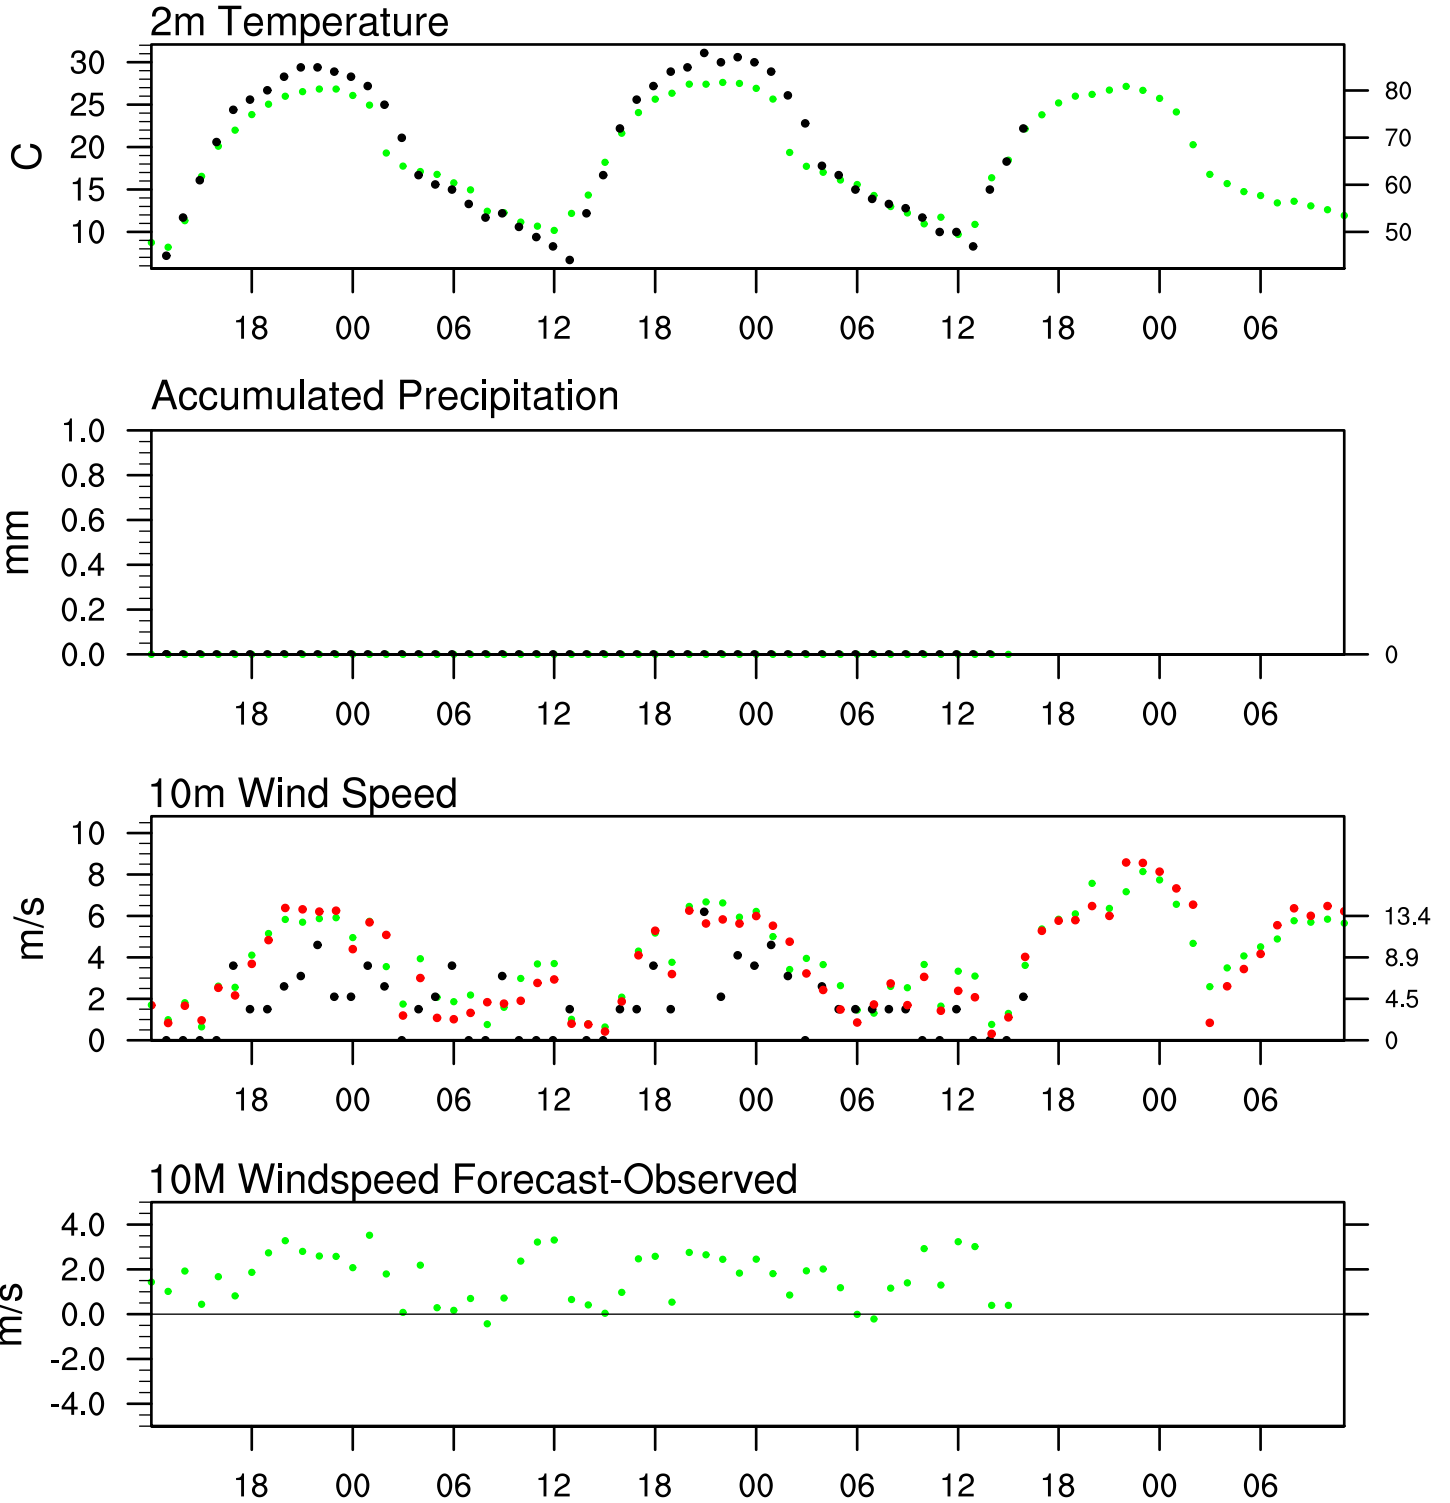 2m Temperature
30
25
20
15
10
C
80
70
60
50
18 00 06 12 18 00 06 12 18 00 06
Accumulated Precipitation
1.0
0.8
0.6
0.4
0.2
0.0
mm
0
18 00 06 12 18 00 06 12 18 00 06
10m Wind Speed
10
8
6
4
2
0
m/s
13.4
8.9
4.5
0
18 00 06 12 18 00 06 12 18 00 06
10M Windspeed Forecast-Observed
4.0
2.0
0.0
-2.0
-4.0
m/s
18 00 06 12 18 00 06 12 18 00 06